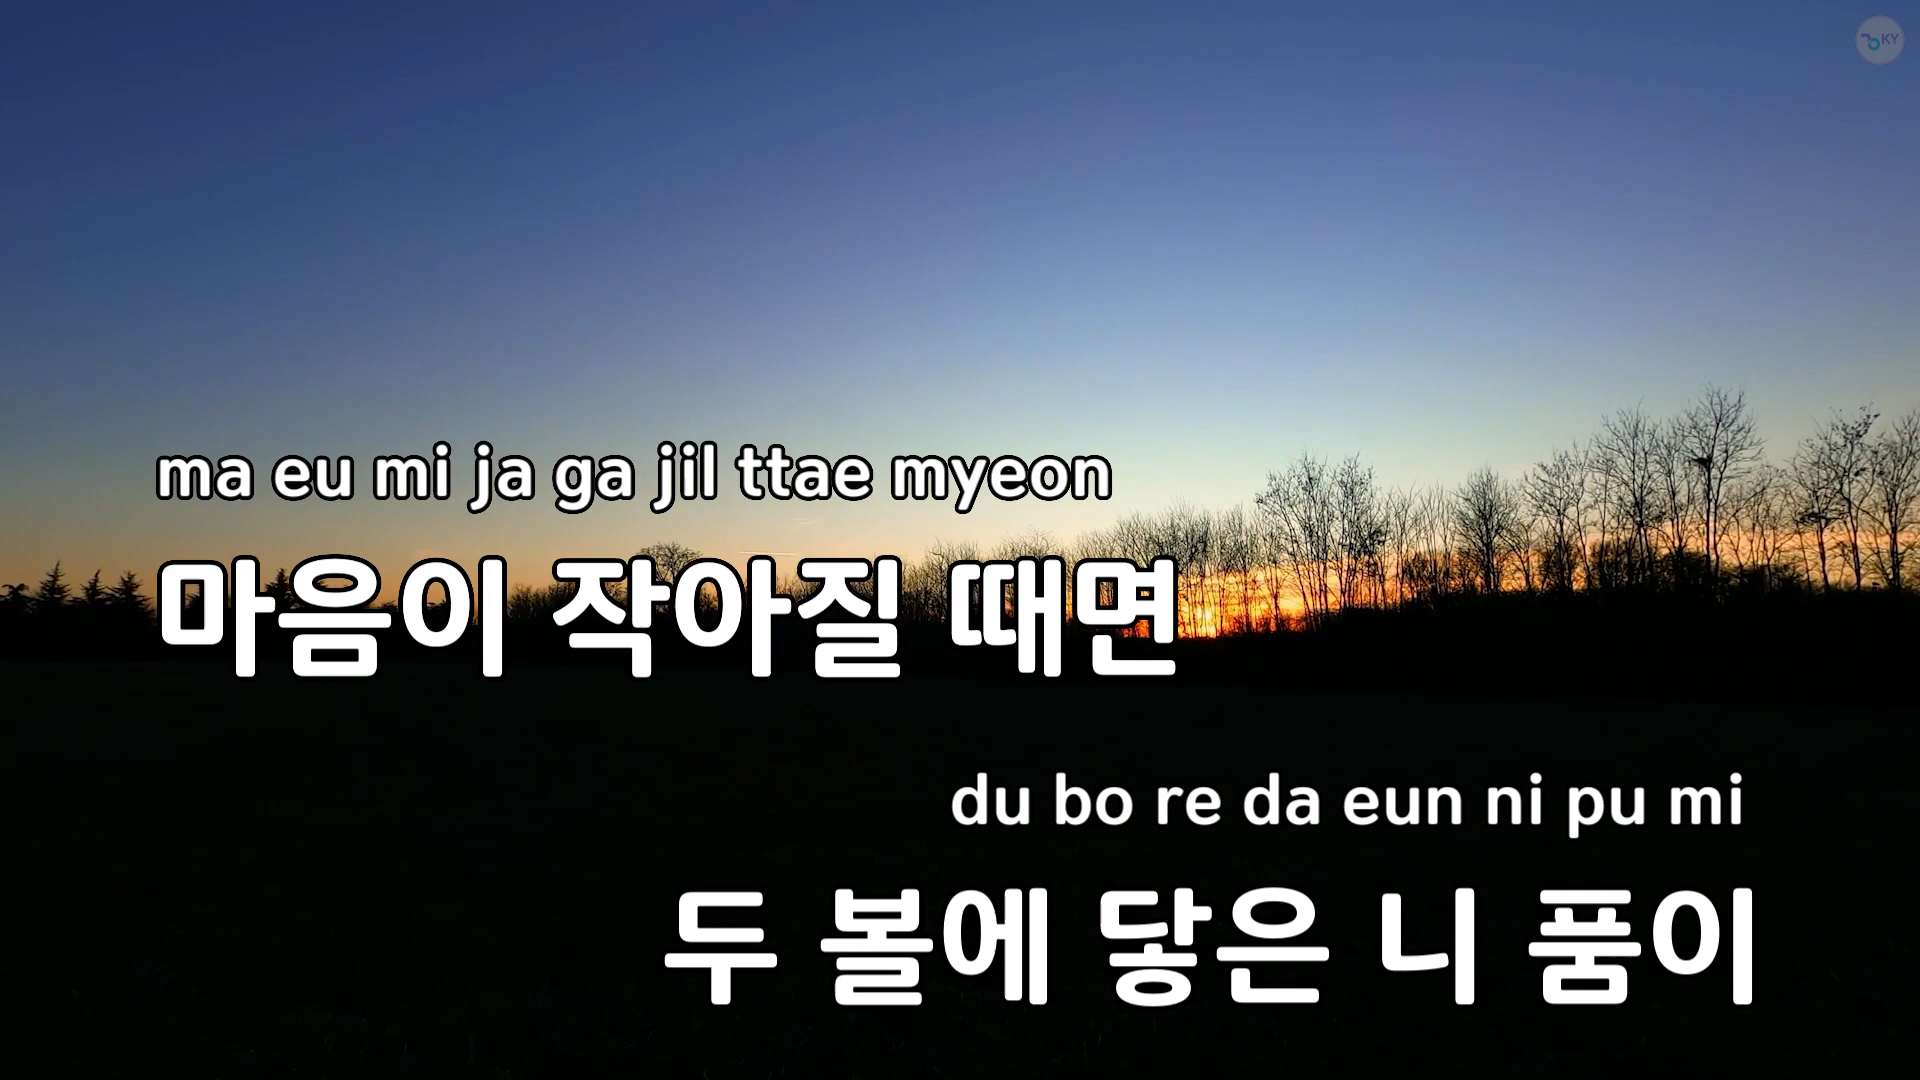 KY
ma eu mi ja ga jil ttae myeon
마음이 작아질 때면
du bo re da eun ni pu mi
두 볼에 닿은 니 품이